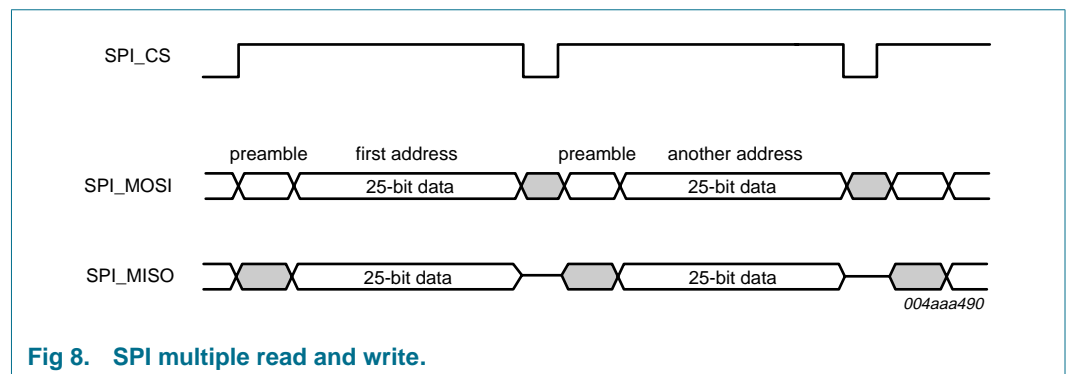 SPI_CS
preamble first address preamble another address
SPI_MOSI 25-bit data 25-bit data
SPI_MISO 25-bit data 25-bit data
004aaa490
Fig 8. SPI multiple read and write.